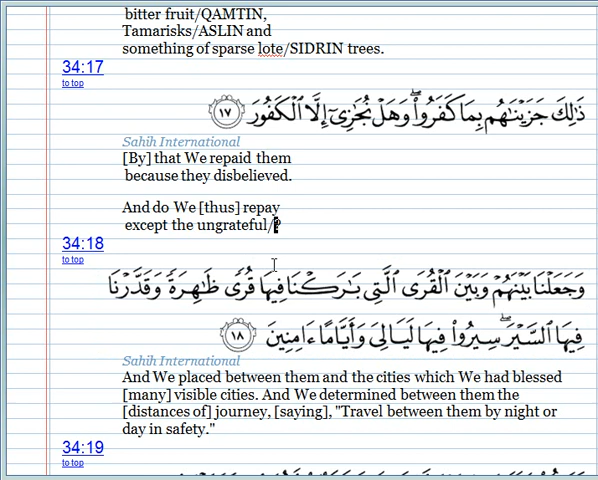 bitter fruit/QAMTIN,
Tamarisks/ASLIN and
something of sparse lote/SIDRIN trees.
34:17
to top
ذَٰلِكَ جَزَيْنَٰهُم بِمَا كَفَرُوا۟ ۖ وَهَلْ نُجَٰزِىٓ إِلَّا ٱلْكَفُورَ ١٧
Sahih International
[By] that We repaid them
because they disbelieved.
And do We [thus] repay
except the ungrateful/?
34:18
to top
وَجَعَلْنَا بَيْنَهُمْ وَبَيْنَ ٱلْقُرَى ٱلَّتِى بَٰرَكْنَا فِيهَا قُرًى ظَٰهِرَةً وَقَدَّرْنَا
فِيهَا ٱلسَّيْرَ ۖ سِيرُوا۟ فِيهَا لَيَالِىَ وَأَيَّامًا ءَامِنِينَ ١٨
Sahih International
And We placed between them and the cities which We had blessed
[many] visible cities. And We determined between them the
[distances of] journey, [saying], "Travel between them by night or
day in safety."
34:19
to top